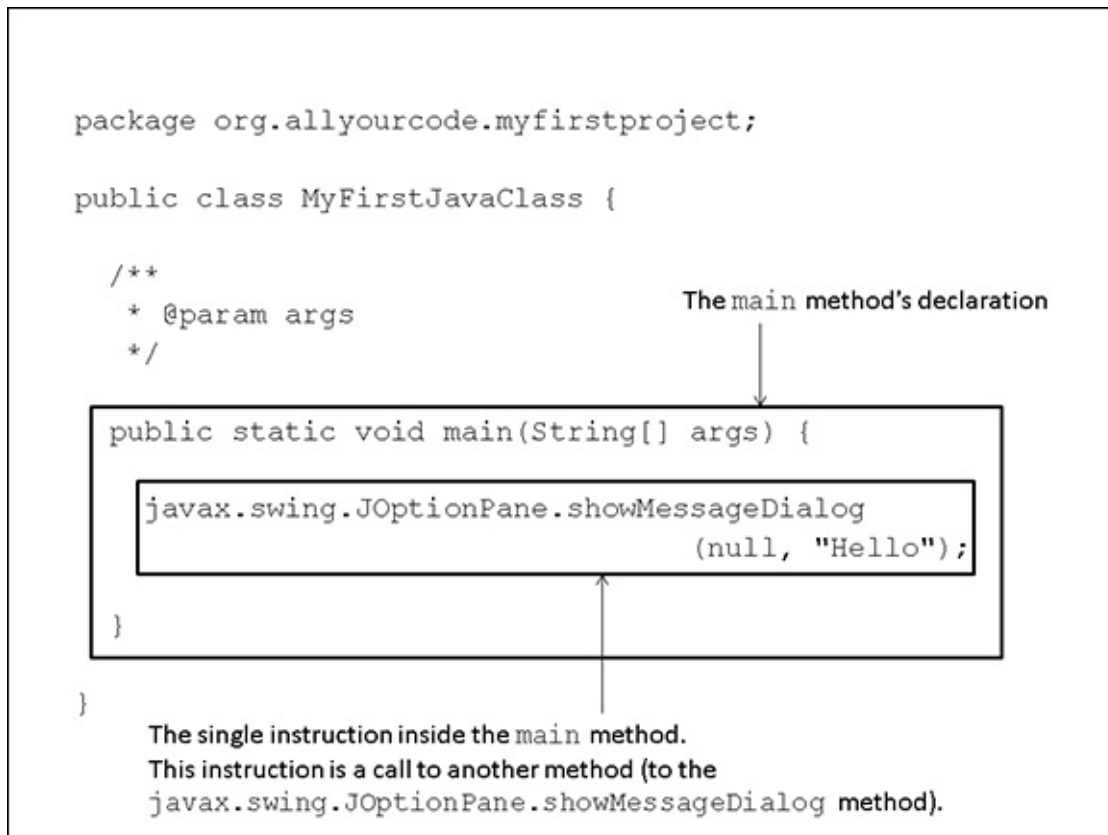 package org.allyourcode.myfirstproject;
public class MyFirstJavaClass {
/**
* @param args
*/
The main method's declaration
public static void main(String[] args) {
javax.swing.JOptionPane.showMessageDialog
(null, "Hello");
}
}
The single instruction inside the main method.
This instruction is a call to another method (to the
javax.swing.JOptionPane.showMessageDialog method).